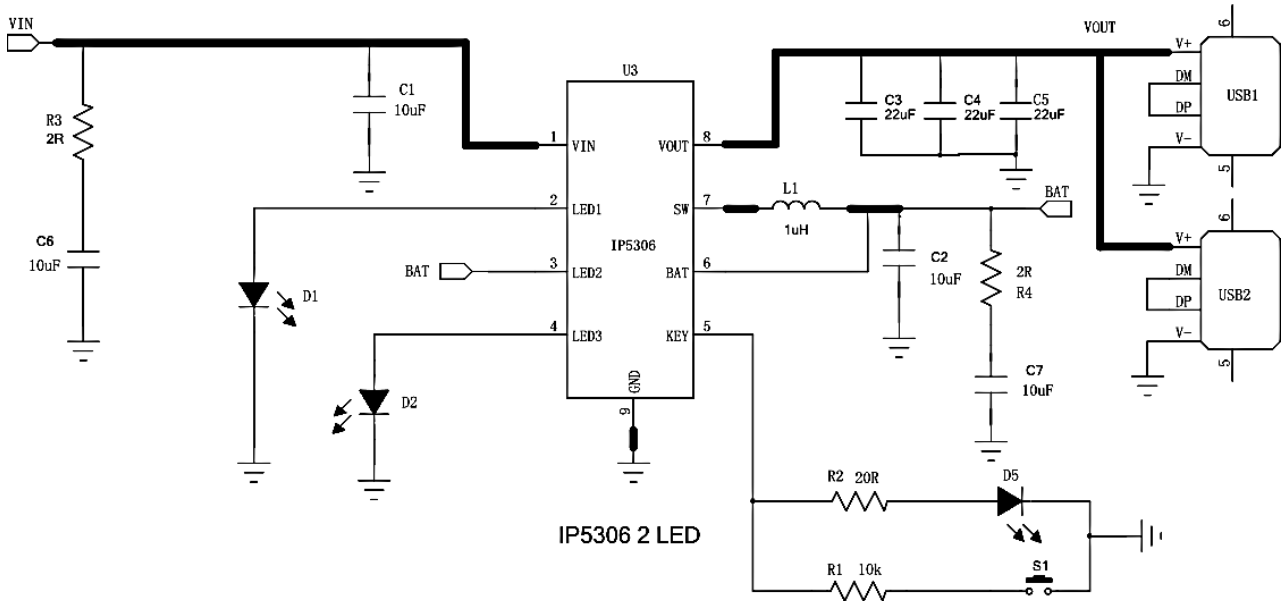 VIN
VOUT
6
V+
DM
DP
V-
USB1
5
U3
C1
10uF
R3
2R
C3
22uF
C4
22uF
C5
22uF
1
VIN
VOUT
8
2
LED1
SW
7
L1
1uH
BAT
IP5306
BAT
3
LED2
BAT
6
C2
10uF
2R
R4
C6
10uF
D1
4
LED3
KEY
5
6
V+
DM
DP
V-
USB2
5
D2
GND
9
C7
10uF
R2 20R
D5
IP5306 2 LED
R1 10k
S1